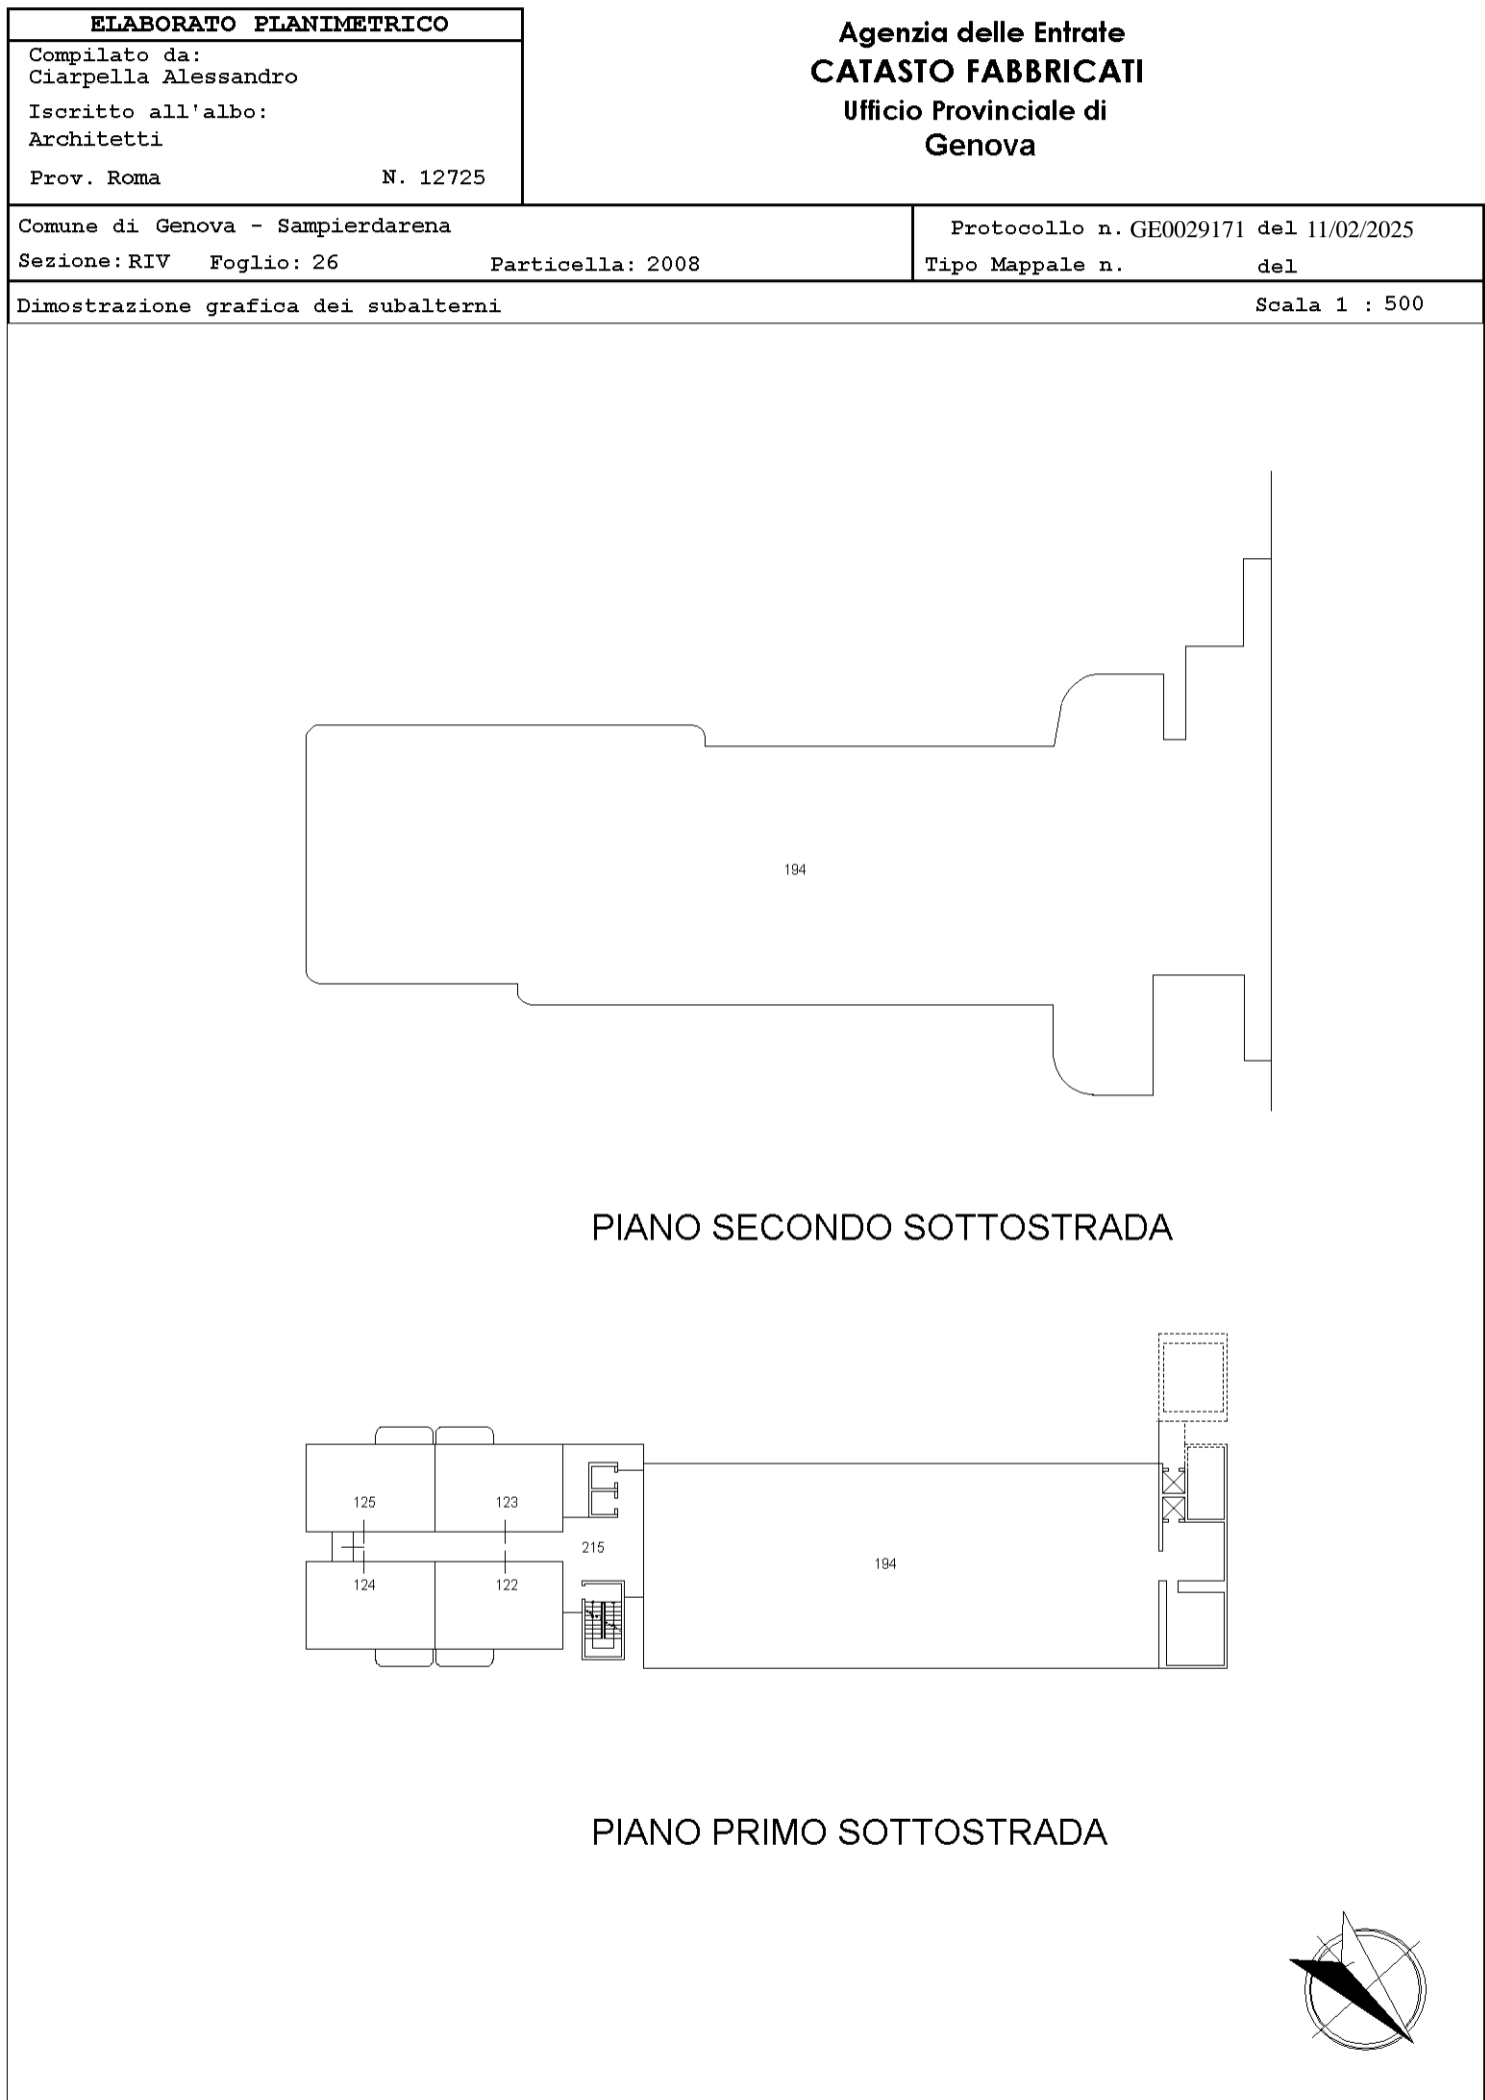 ELABORATO PLANIMETRICO
Compilato da:
Ciarpella Alessandro
Iscritto all'albo:
Architetti
Prov. Roma N. 12725
Agenzia delle Entrate
CATASTO FABBRICATI
Ufficio Provinciale di
Genova
Comune di Genova - Sampierdarena
Sezione: RIV Foglio: 26 Particella: 2008
Protocollo n. GE0029171 del 11/02/2025
Tipo Mappale n. del
Dimostrazione grafica dei subalterni Scala 1 : 500
194
PIANO SECONDO SOTTOSTRADA
125 123
215
194
124 122
PIANO PRIMO SOTTOSTRADA